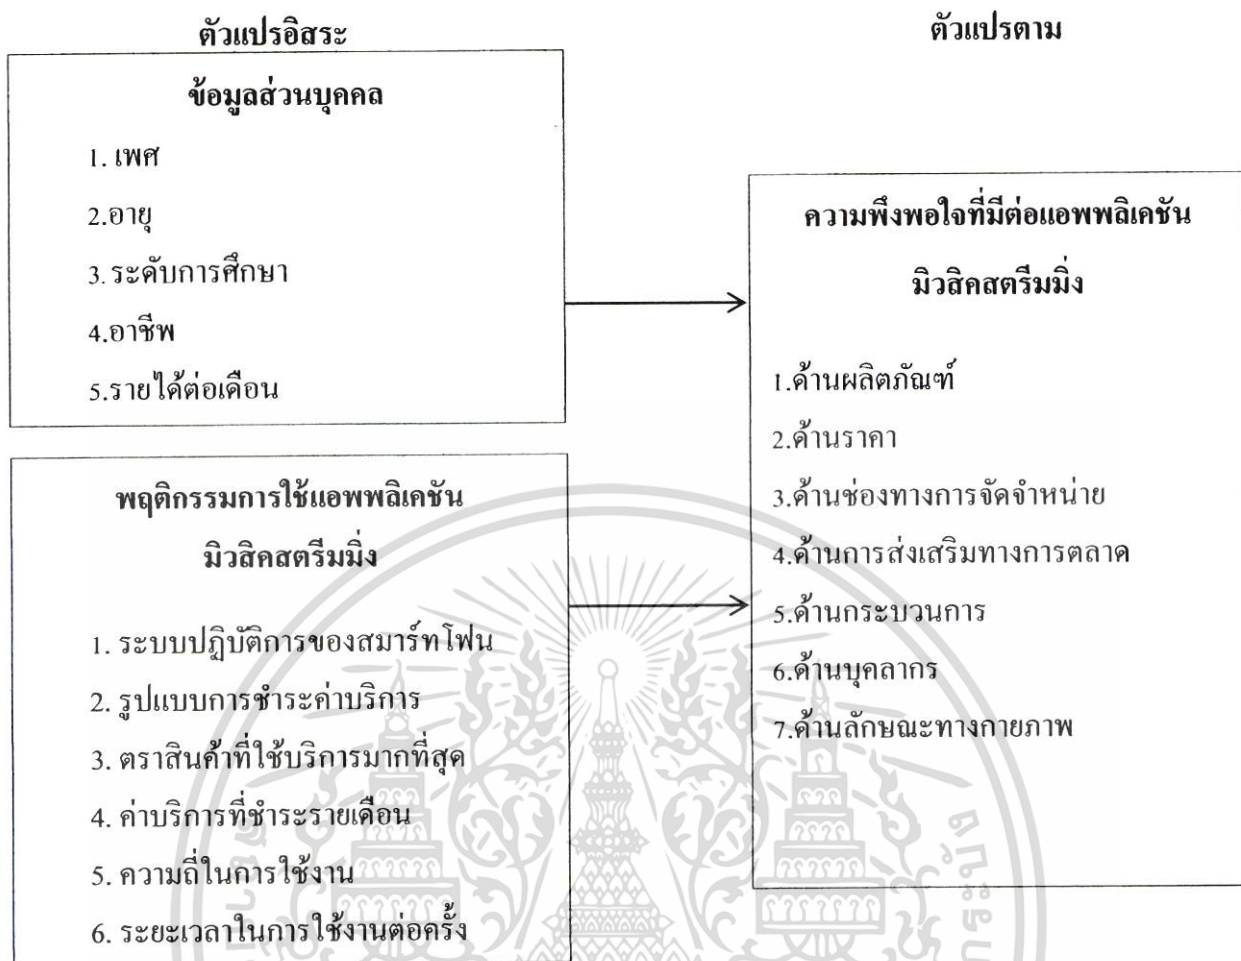 ตัวแปรอิสระ
ข้อมูลส่วนบุคคล
1. เพศ
2.อายุ
3. ระดับการศึกษา
4.อาชีพ
5.รายได้ต่อเดือน
พฤติกรรมการใช้แอพพลิเคชัน
มิวสิคสตรีมมิ่ง
1. ระบบปฏิบัติการของสมาร์ทโฟน
2. รูปแบบการชำระค่าบริการ
3. ตราสินค้าที่ใช้บริการมากที่สุด
4. ค่าบริการที่ชำระรายเดือน
5. ความถี่ในการใช้งาน
6. ระยะเวลาในการใช้งานต่อครั้ง
ตัวแปรตาม
ความพึงพอใจที่มีต่อแอพพลิเคชัน
มิวสิคสตรีมมิ่ง
1.ด้านผลิตภัณฑ์
2.ด้านราคา
3.ด้านช่องทางการจัดจำหน่าย
4.ด้านการส่งเสริมทางการตลาด
5.ด้านกระบวนการ
6.ด้านบุคลากร
7.ด้านลักษณะทางกายภาพ